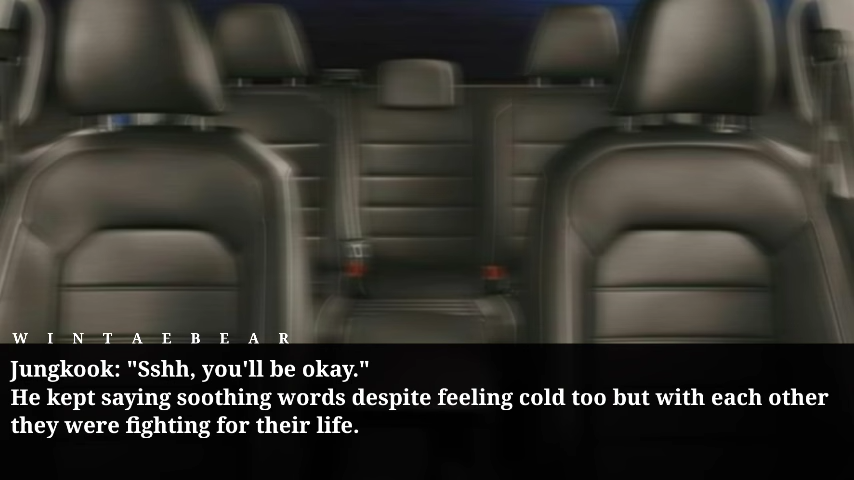 W I N T A E B E A R
Jungkook: "Sshh, you'll be okay."
He kept saying soothing words despite feeling cold too but with each other
they were fighting for their life.